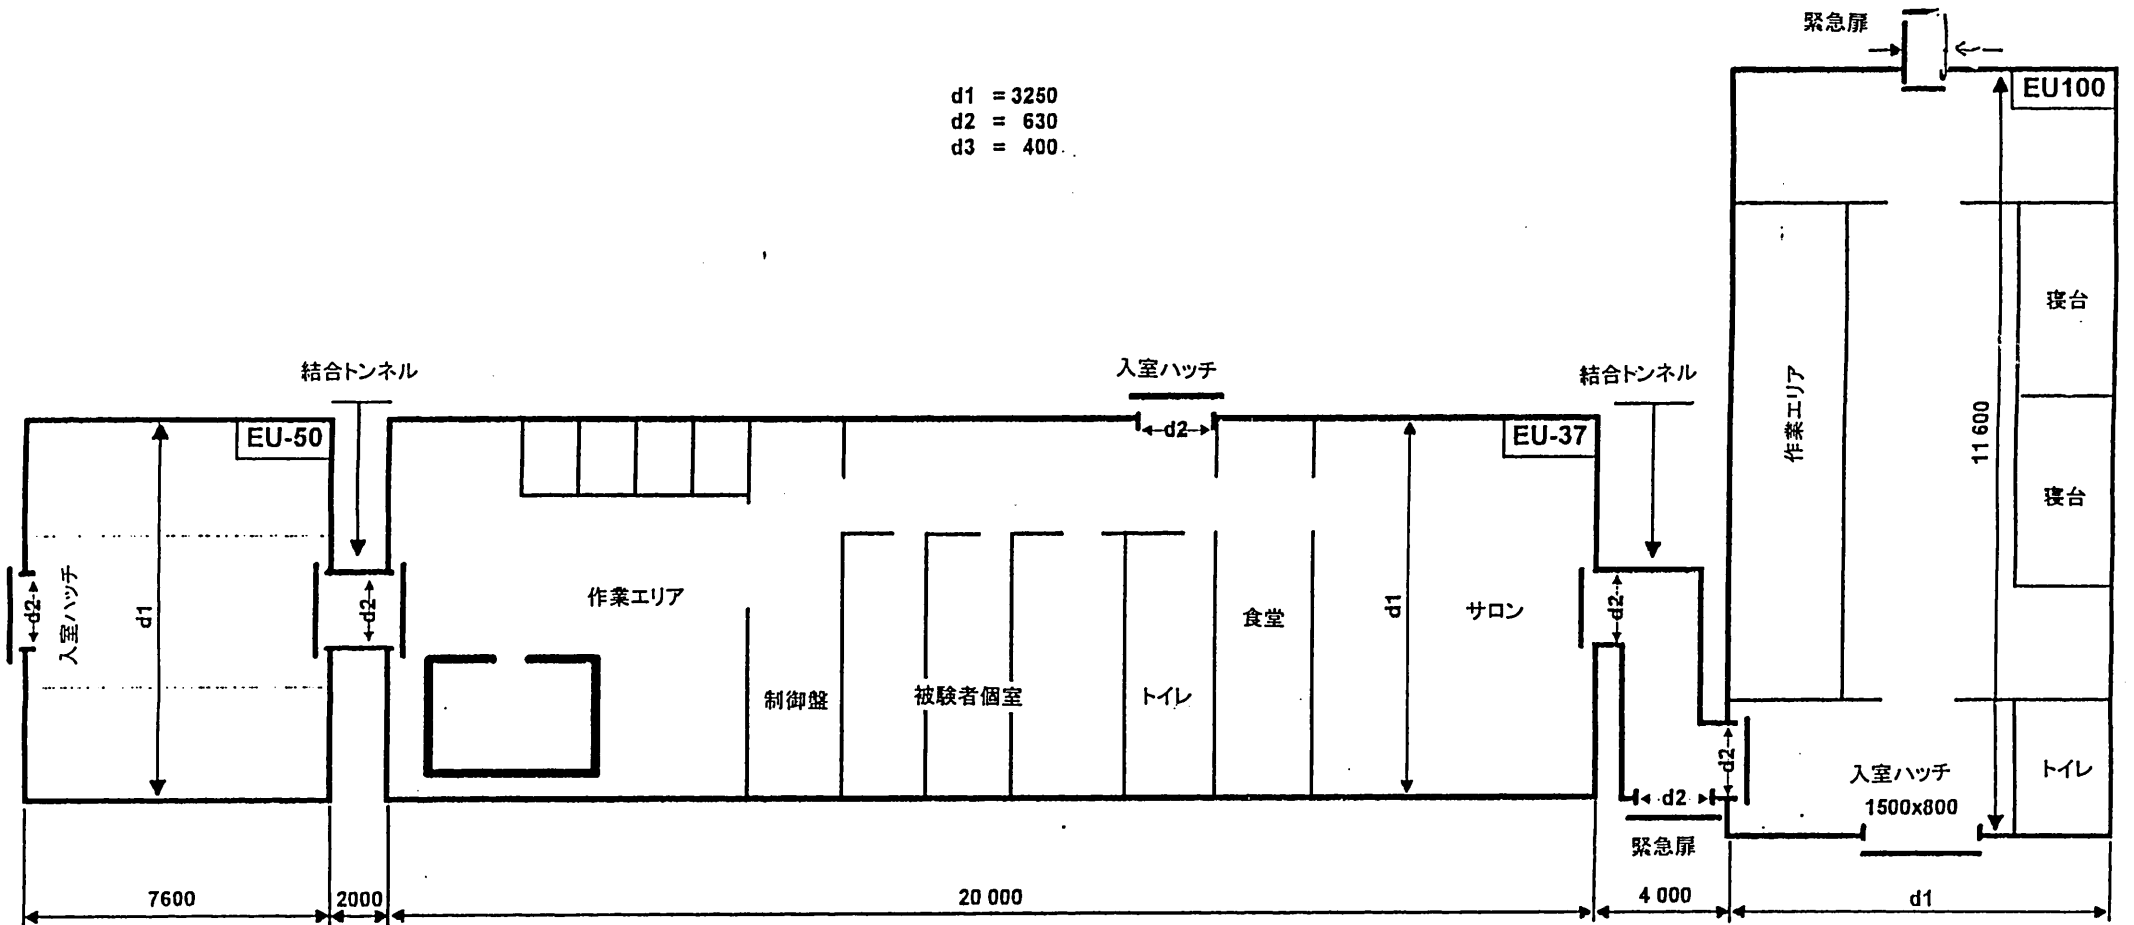 緊急扉
d1 = 3250
d2 = 630
d3 = 400
EU100
寝台
結合トンネル
入室ハッチ
結合トンネル
作業エリア
11 600
EU-50
d2
EU-37
寝台
d2
入室ハッチ
d1
d2
作業エリア
食堂
d1
サロン
d2
制御盤
被験者個室
トイレ
d2
入室ハッチ
1500x800
トイレ
d2
緊急扉
7600
2000
20 000
4 000
d1